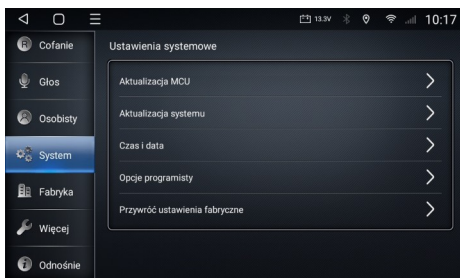 13.3V
10:17
R Cofanie
Głos
Osobisty
System
Fabryka
Więcej
Odnośnie
Ustawienia systemowe
Aktualizacja MCU
Aktualizacja systemu
Czas i data
Opcje programisty
Przywróć ustawienia fabryczne